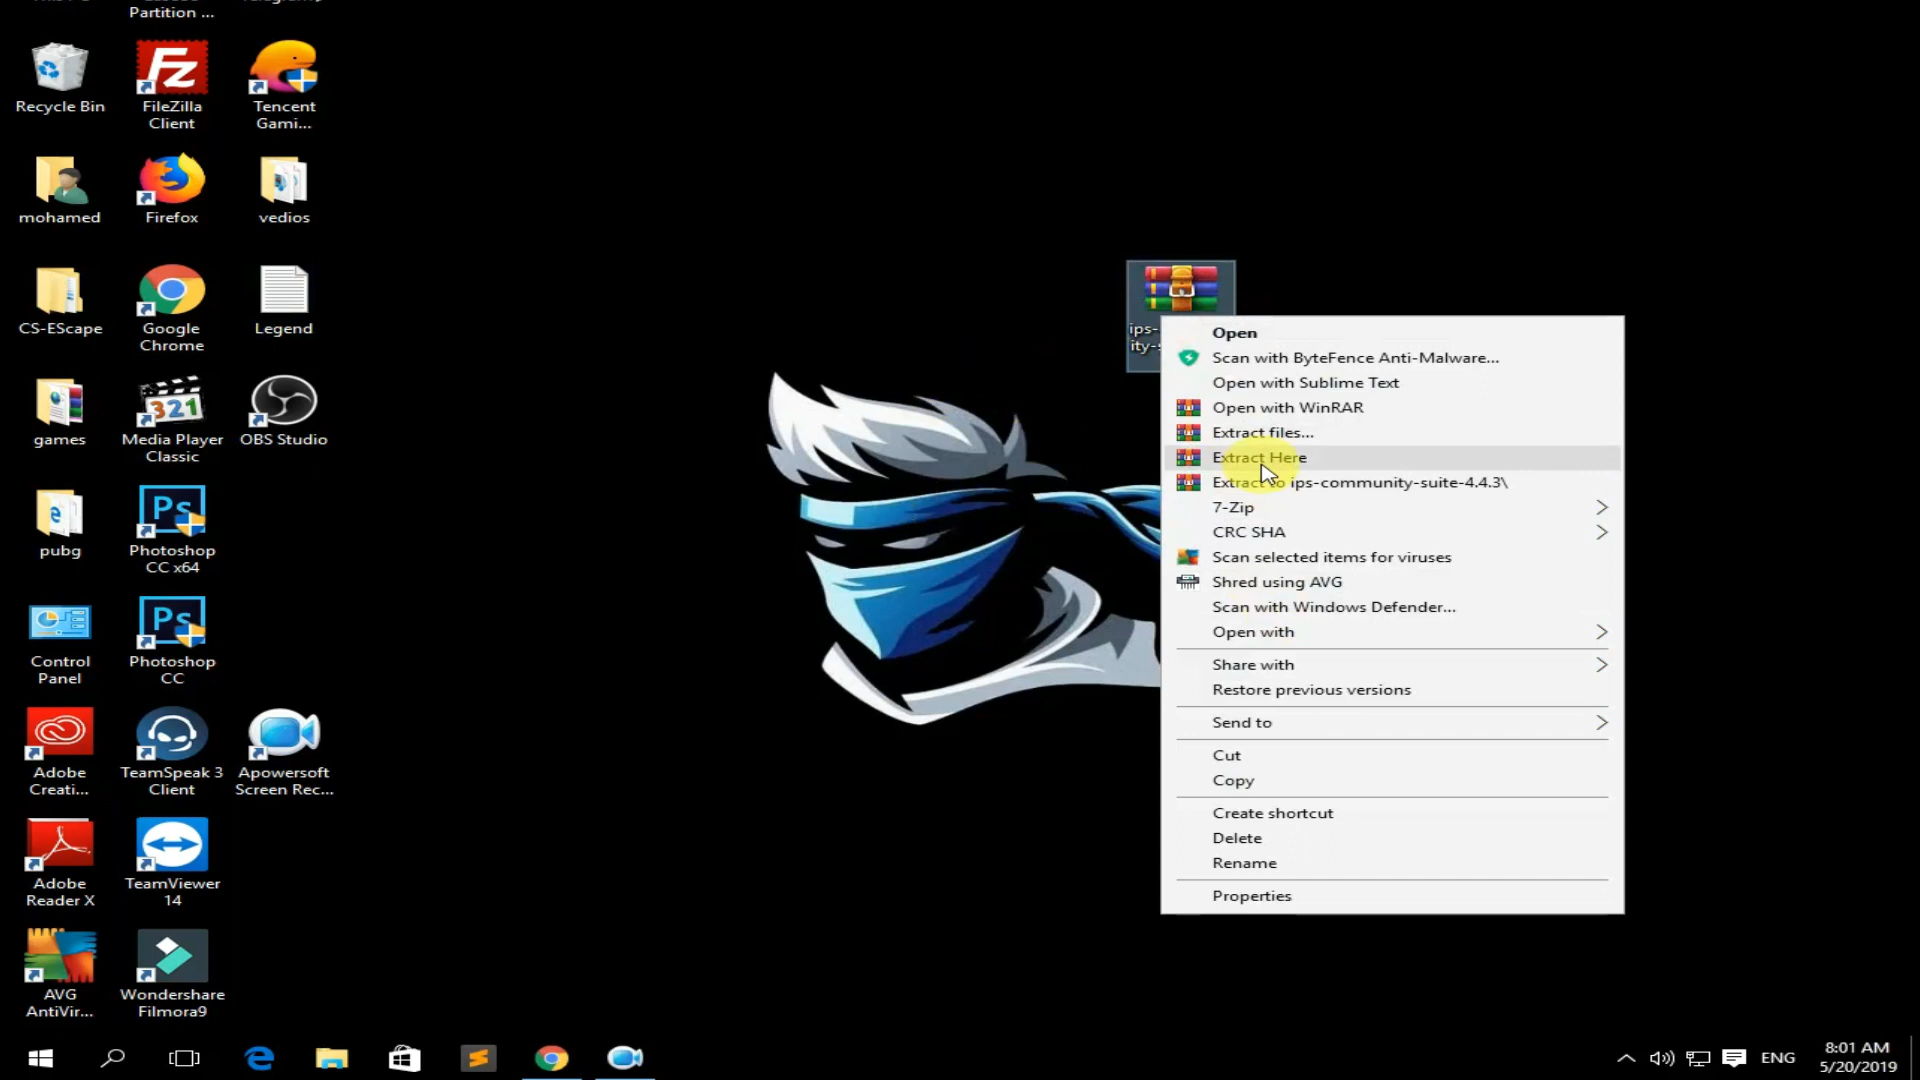 Partition ...
Recycle Bin
FileZilla
Client
Tencent
Gami...
mohamed
Firefox
vedios
CS-EScape
Google
Chrome
Legend
games
Media Player
Classic
OBS Studio
pubg
Photoshop
CC x64
Control
Panel
Photoshop
CC
Adobe
Creati...
TeamSpeak 3
Client
Apowersoft
Screen Rec...
Adobe
Reader X
TeamViewer
14
AVG
AntiVir...
Wondershare
Filmora9
ips-
ity-s
Open
Scan with ByteFence Anti-Malware...
Open with Sublime Text
Open with WinRAR
Extract files...
Extract Here
Extract to ips-community-suite-4.4.3\
7-Zip
CRC SHA
Scan selected items for viruses
Shred using AVG
Scan with Windows Defender...
Open with
Share with
Restore previous versions
Send to
Cut
Copy
Create shortcut
Delete
Rename
Properties
ENG
8:01 AM
5/20/2019